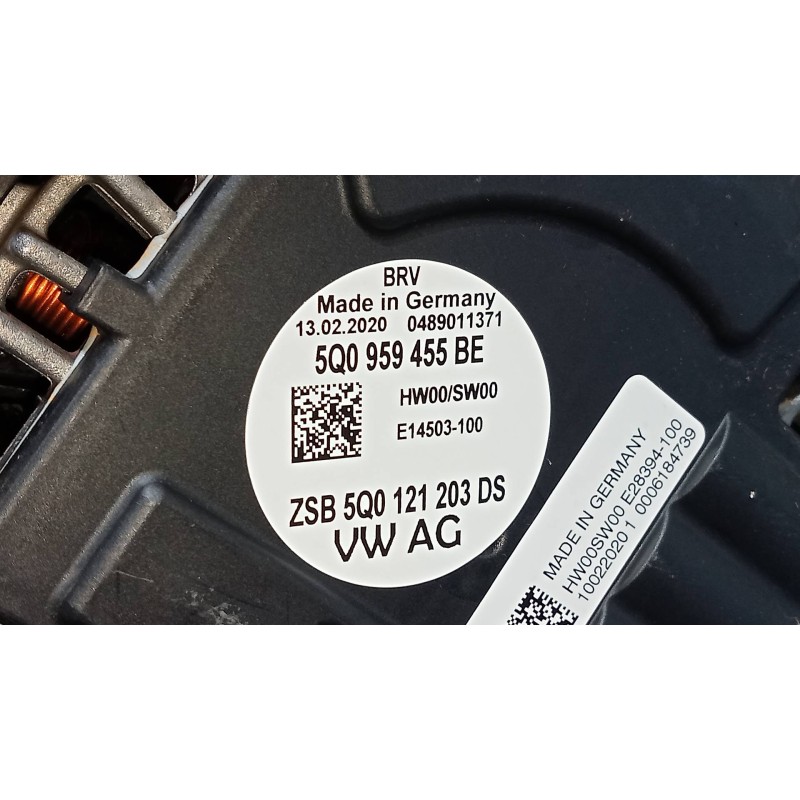 BRV
Made in Germany
13.02.2020 0489011371
5Q0 959 455 BE
HW00/SW00
E14503-100
ZSB 5Q0 121 203 DS
VW AG
MADE IN GERMANY
HW00SW00 E28394-100
10022020 1 0006184739